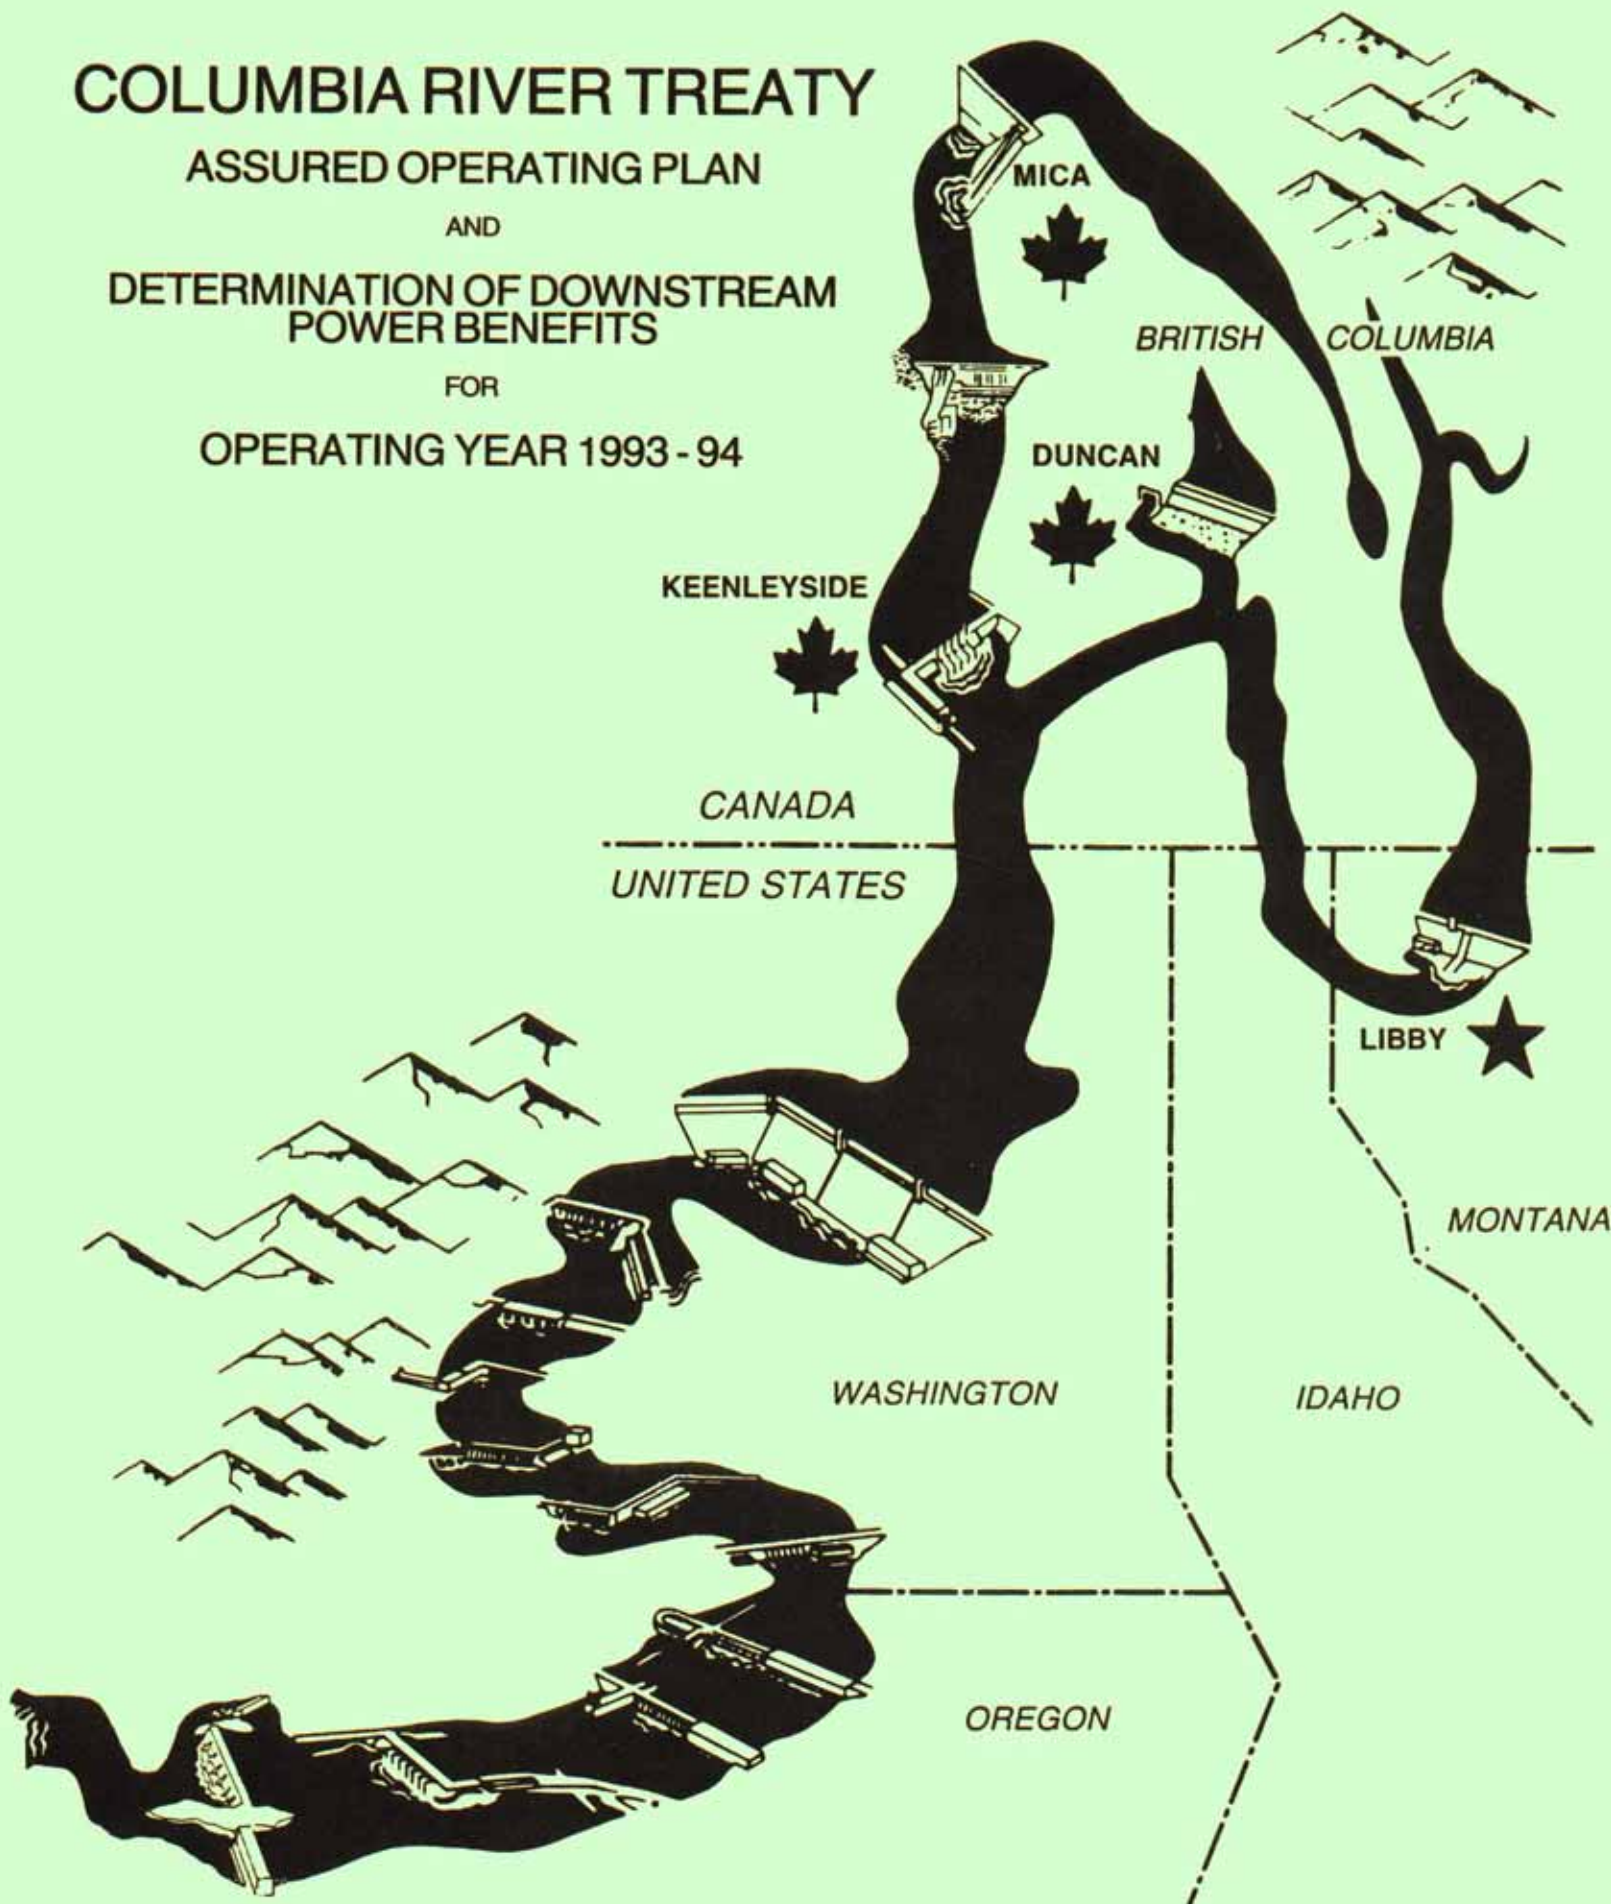 COLUMBIA RIVER TREATY
ASSURED OPERATING PLAN
AND
DETERMINATION OF DOWNSTREAM
POWER BENEFITS
FOR
OPERATING YEAR 1993-94
MICA
BRITISH COLUMBIA
DUNCAN
KEENLEYSIDE
CANADA
UNITED STATES
LIBBY
MONTANA
WASHINGTON
IDAHO
OREGON